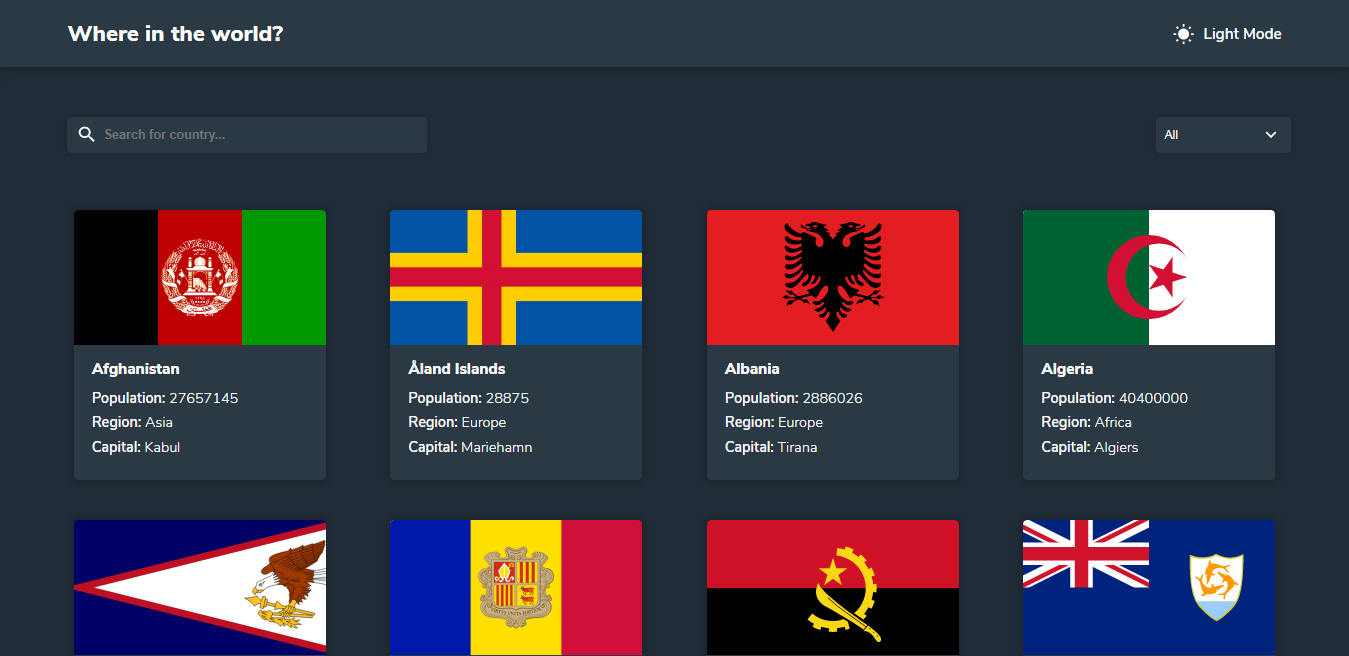 Where in the world?
Light Mode
Search for country...
All
Afghanistan
Population: 27657145
Region: Asia
Capital: Kabul
Åland Islands
Population: 28875
Region: Europe
Capital: Mariehamn
Albania
Population: 2886026
Region: Europe
Capital: Tirana
Algeria
Population: 40400000
Region: Africa
Capital: Algiers